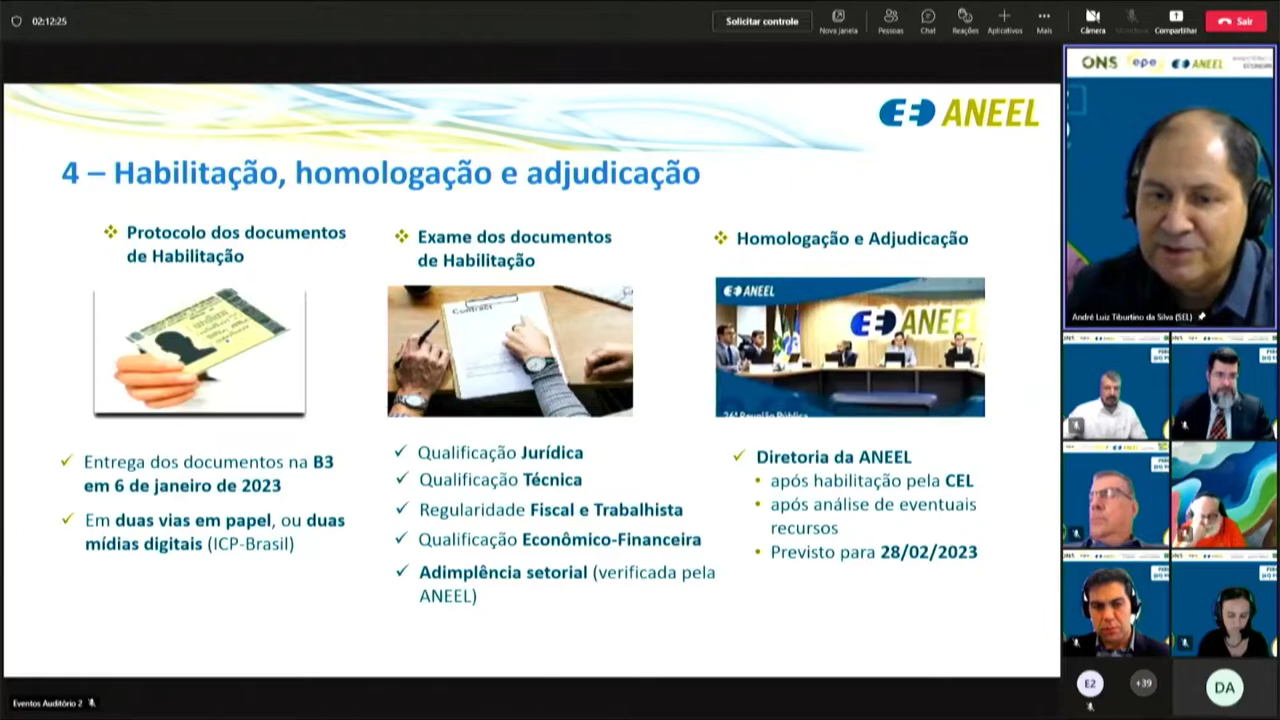 02:12:25
Solicitar controle
Nova janela
Pessoas
Chat
Reações
Aplicativos
Mais
Câmera
Compartilhar
Sair
ANEEL
4 – Habilitação, homologação e adjudicação
Protocolo dos documentos
de Habilitação
Exame dos documentos
de Habilitação
Homologação e Adjudicação
Contract
ANEEL
ANEEL
26ª Reunião Pública
Entrega dos documentos na B3
em 6 de janeiro de 2023
Em duas vias em papel, ou duas
mídias digitais (ICP-Brasil)
Qualificação Jurídica
Qualificação Técnica
Regularidade Fiscal e Trabalhista
Qualificação Econômico-Financeira
Adimplência setorial (verificada pela
ANEEL)
Diretoria da ANEEL
após habilitação pela CEL
após análise de eventuais
recursos
Previsto para 28/02/2023
ONS epe ANEEL
André Luiz Tiburtino da Silva (SEL)
E2
+39
DA
Eventos Auditório 2